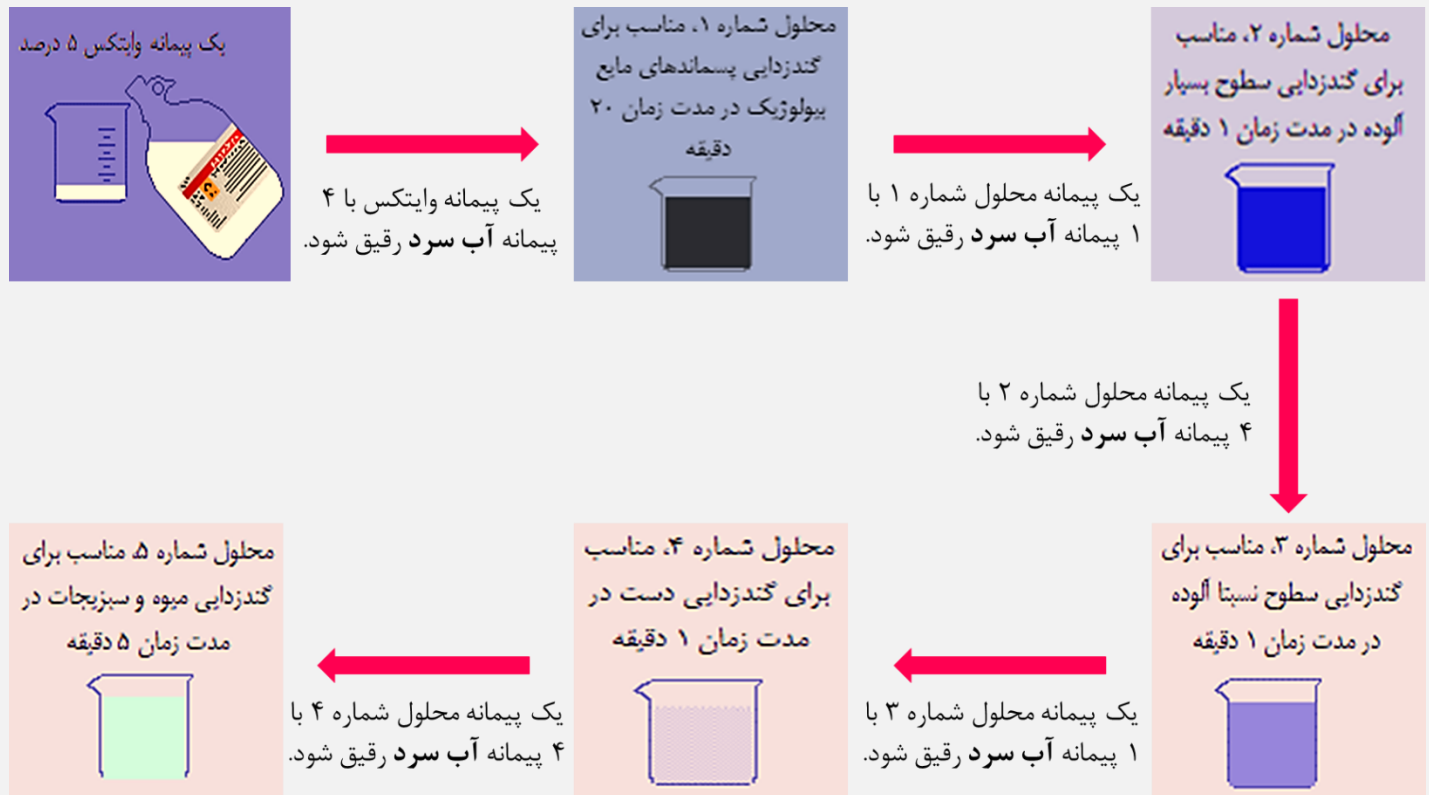 یک پیمانه وایتکس ۵ درصد
یک پیمانه وایتکس با ۴
پیمانه آب سرد رقیق شود.
محلول شماره ۱، مناسب برای
گندزدایی پسماندهای مایع
بیولوژیک در مدت زمان ۲۰
دقیقه
یک پیمانه محلول شماره ۱ با
۱ پیمانه آب سرد رقیق شود.
محلول شماره ۲، مناسب
برای گندزدایی سطوح بسیار
آلوده در مدت زمان ۱ دقیقه
یک پیمانه محلول شماره ۲ با
۴ پیمانه آب سرد رقیق شود.
محلول شماره ۳، مناسب برای
گندزدایی سطوح نسبتا آلوده
در مدت زمان ۱ دقیقه
یک پیمانه محلول شماره ۳ با
۱ پیمانه آب سرد رقیق شود.
محلول شماره ۴، مناسب
برای گندزدایی دست در
مدت زمان ۱ دقیقه
یک پیمانه محلول شماره ۴ با
۴ پیمانه آب سرد رقیق شود.
محلول شماره ۵، مناسب برای
گندزدایی میوه و سبزیجات در
مدت زمان ۵ دقیقه